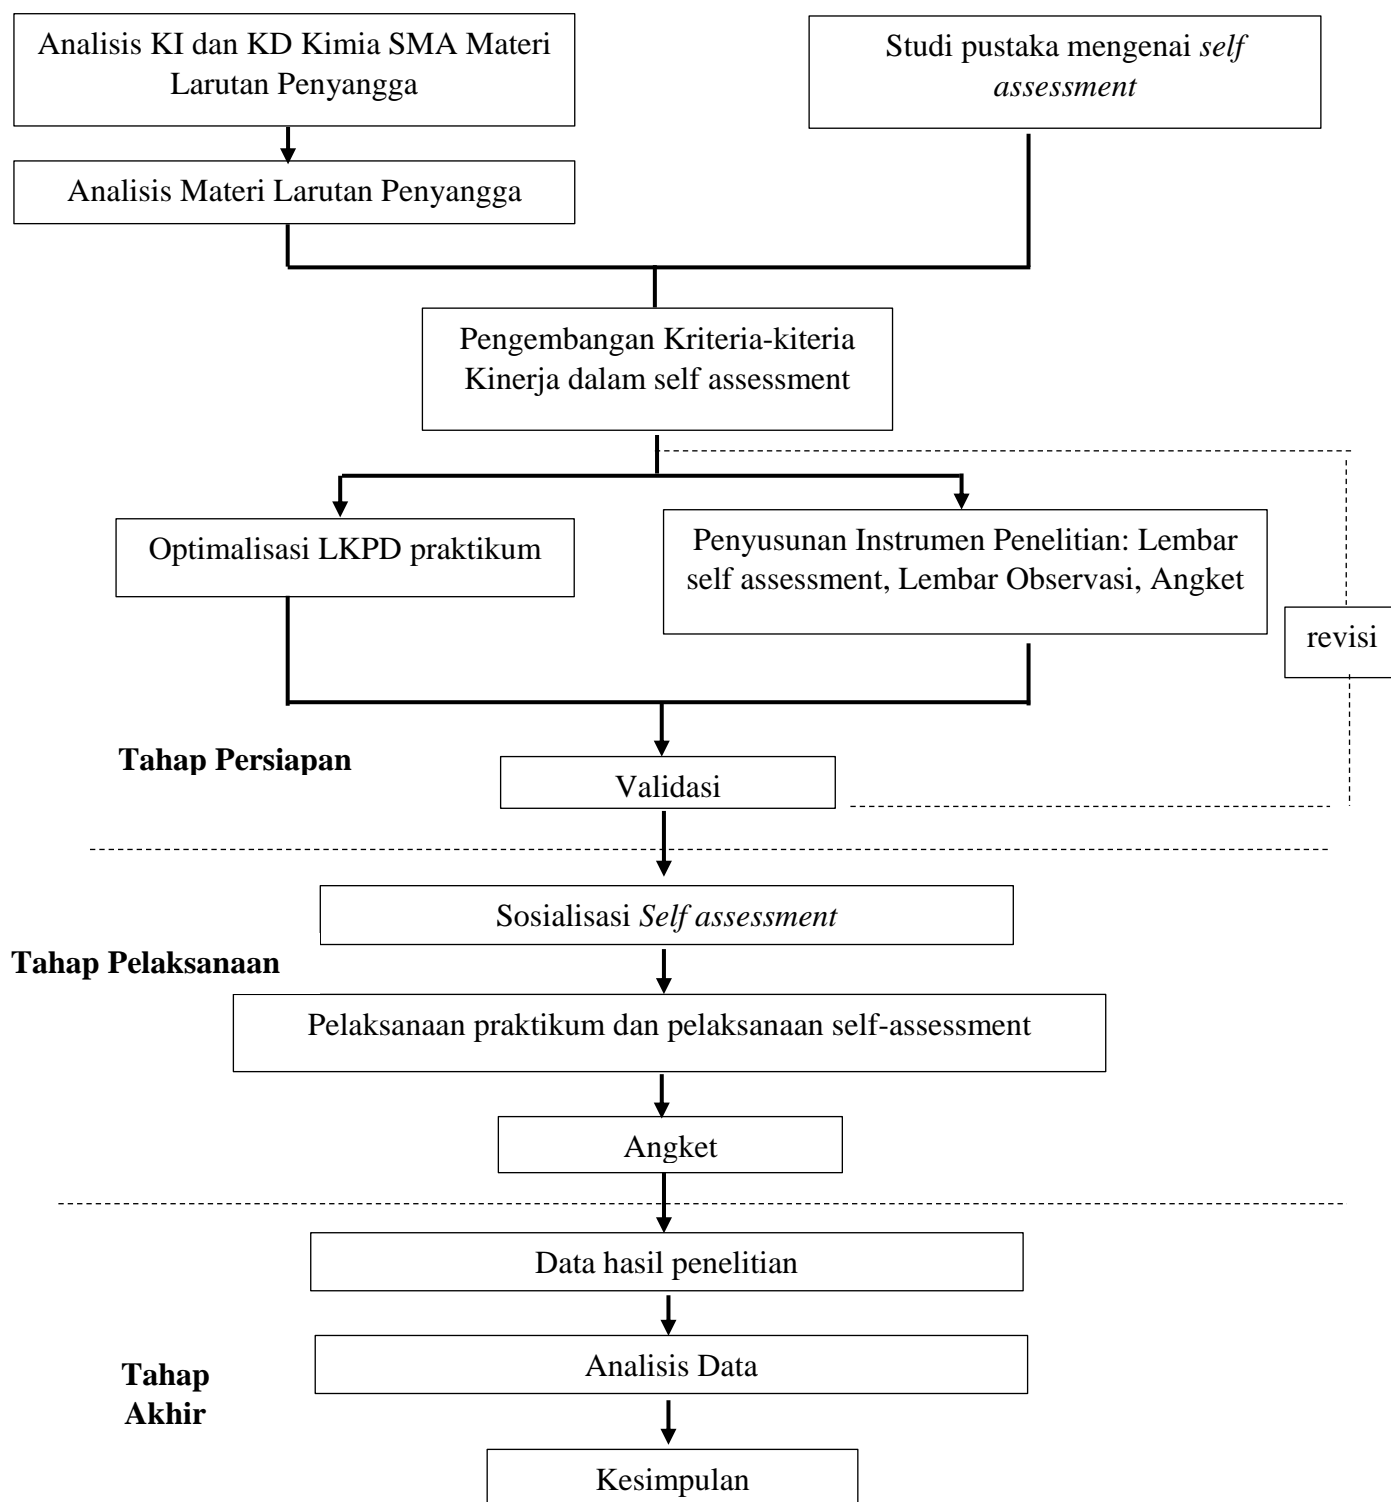 Analisis KI dan KD Kimia SMA Materi
Larutan Penyangga
Studi pustaka mengenai self
assessment
Analisis Materi Larutan Penyangga
Pengembangan Kriteria-kiteria
Kinerja dalam self assessment
Optimalisasi LKPD praktikum
Penyusunan Instrumen Penelitian: Lembar
self assessment, Lembar Observasi, Angket
revisi
Tahap Persiapan
Validasi
Sosialisasi Self assessment
Tahap Pelaksanaan
Pelaksanaan praktikum dan pelaksanaan self-assessment
Angket
Data hasil penelitian
Analisis Data
Tahap
Akhir
Kesimpulan